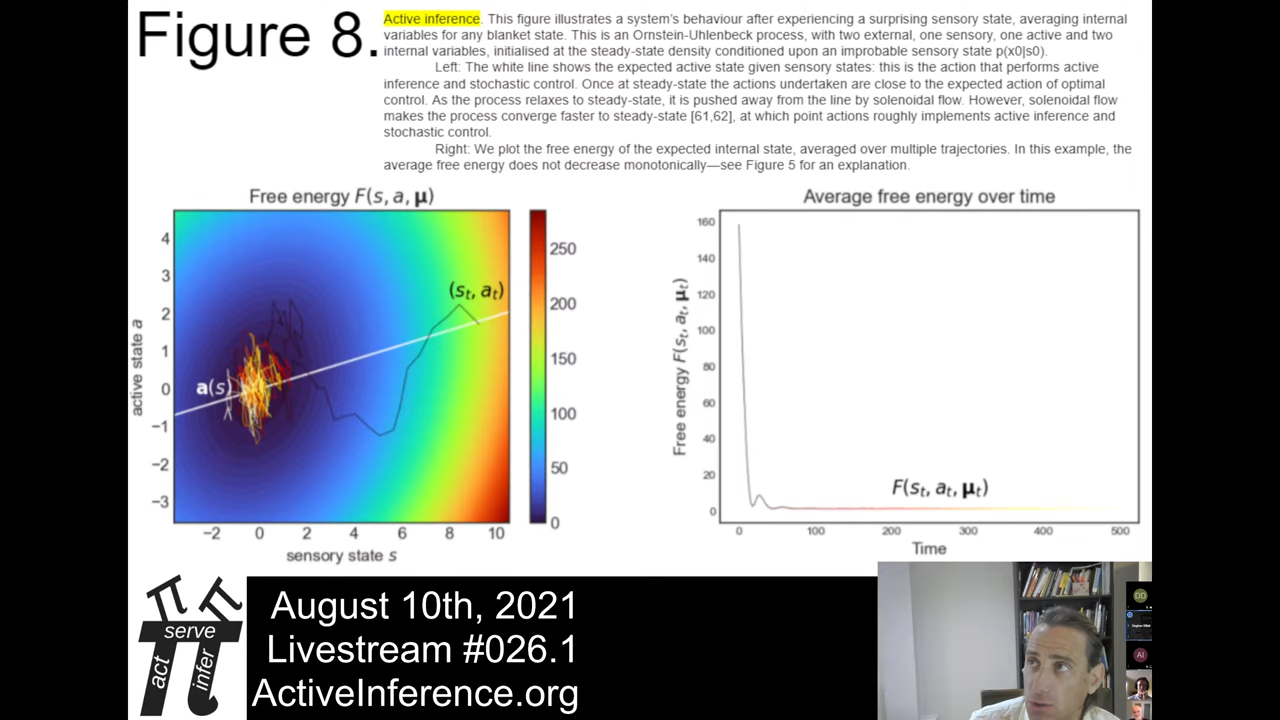 Figure 8.
Active inference. This figure illustrates a system's behaviour after experiencing a surprising sensory state, averaging internal
variables for any blanket state. This is an Ornstein-Uhlenbeck process, with two external, one sensory, one active and two
internal variables, initialised at the steady-state density conditioned upon an improbable sensory state p(x0|s0).
Left: The white line shows the expected active state given sensory states: this is the action that performs active
inference and stochastic control. Once at steady-state the actions undertaken are close to the expected action of optimal
control. As the process relaxes to steady-state, it is pushed away from the line by solenoidal flow. However, solenoidal flow
makes the process converge faster to steady-state [61,62], at which point actions roughly implements active inference and
stochastic control.
Right: We plot the free energy of the expected internal state, averaged over multiple trajectories. In this example, the
average free energy does not decrease monotonically—see Figure 5 for an explanation.
Free energy F(s, a, μ)
active state a
4
3
2
1
0
−1
−2
−3
(st, at)
a(s)
−2 0 2 4 6 8 10
sensory state s
250
200
150
100
50
0
Average free energy over time
Free energy F(st, at, μt)
160
140
120
100
80
60
40
20
0
F(st, at, μt)
0 100 200 300 400 500
Time
π π
serve
act
infer
August 10th, 2021
Livestream #026.1
ActiveInference.org
DD
AI